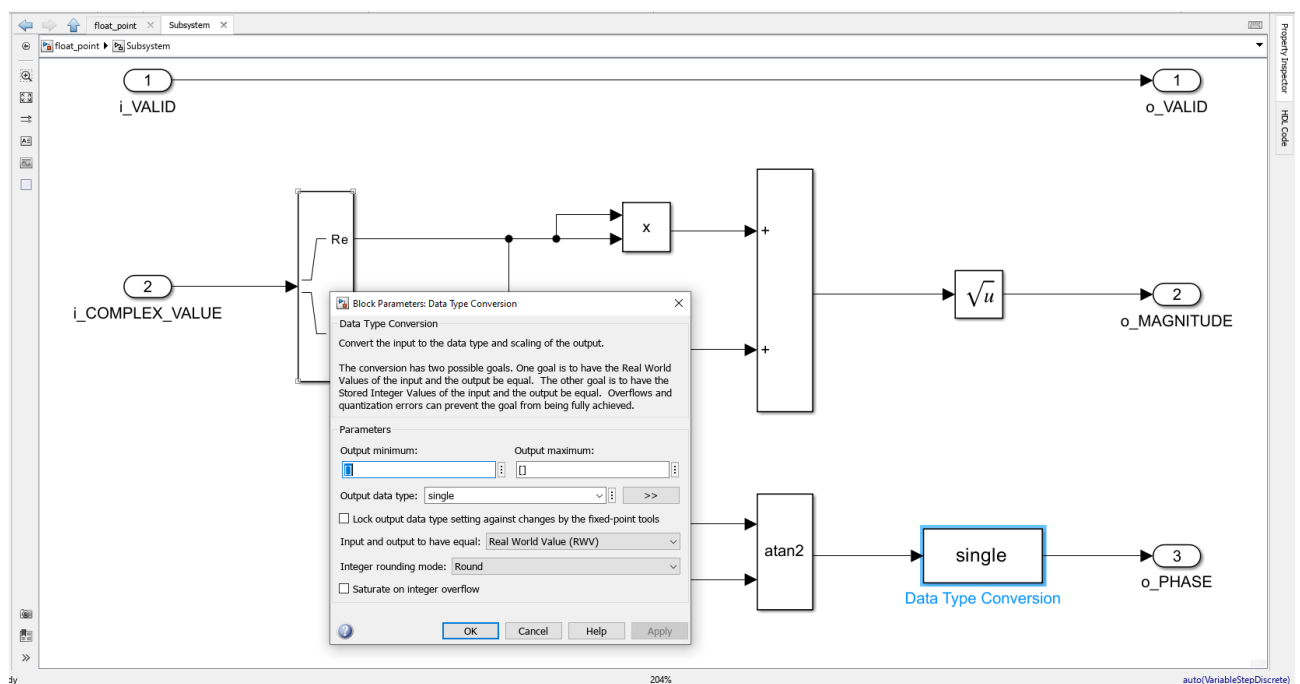 float_point ×
Subsystem ×
float_point Subsystem
1
i_VALID
1
o_VALID
Re
x
+
2
i_COMPLEX_VALUE
√u
2
o_MAGNITUDE
+
Block Parameters: Data Type Conversion
Data Type Conversion
Convert the input to the data type and scaling of the output.
The conversion has two possible goals. One goal is to have the Real World
Values of the input and the output be equal. The other goal is to have the
Stored Integer Values of the input and the output be equal. Overflows and
quantization errors can prevent the goal from being fully achieved.
Parameters
Output minimum:
Output maximum:
[]
[]
Output data type: single
>>
Lock output data type setting against changes by the fixed-point tools
Input and output to have equal: Real World Value (RWV)
Integer rounding mode: Round
Saturate on integer overflow
OK Cancel Help Apply
atan2
single
Data Type Conversion
3
o_PHASE
Property Inspector
HDL Code
204%
auto(VariableStepDiscrete)